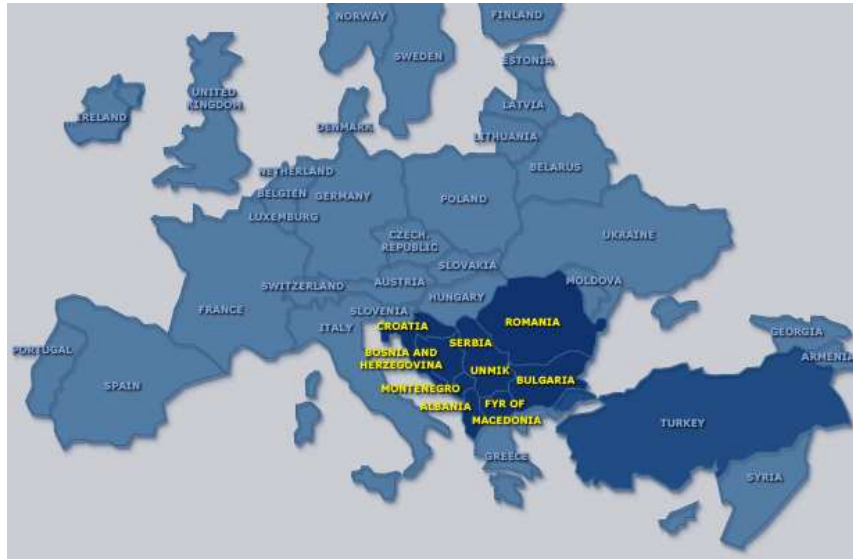 NORWAY
FINLAND
SWEDEN
ESTONIA
UNITED
KINGDOM
LATVIA
IRELAND
DENMARK
LITHUANIA
BELARUS
NETHERLAND
BELGIEN
GERMANY
POLAND
LUXEMBURG
CZECH.
REPUBLIC
UKRAINE
SLOVAKIA
SWITZERLAND
AUSTRIA
MOLDOVA
HUNGARY
FRANCE
SLOVENIA
ITALY
CROATIA
ROMANIA
GEORGIA
SERBIA
PORTUGAL
BOSNIA AND
HERZEGOVINA
ARMENIA
UNMIK
SPAIN
BULGARIA
MONTENEGRO
ALBANIA
FYR OF
MACEDONIA
TURKEY
GREECE
SYRIA